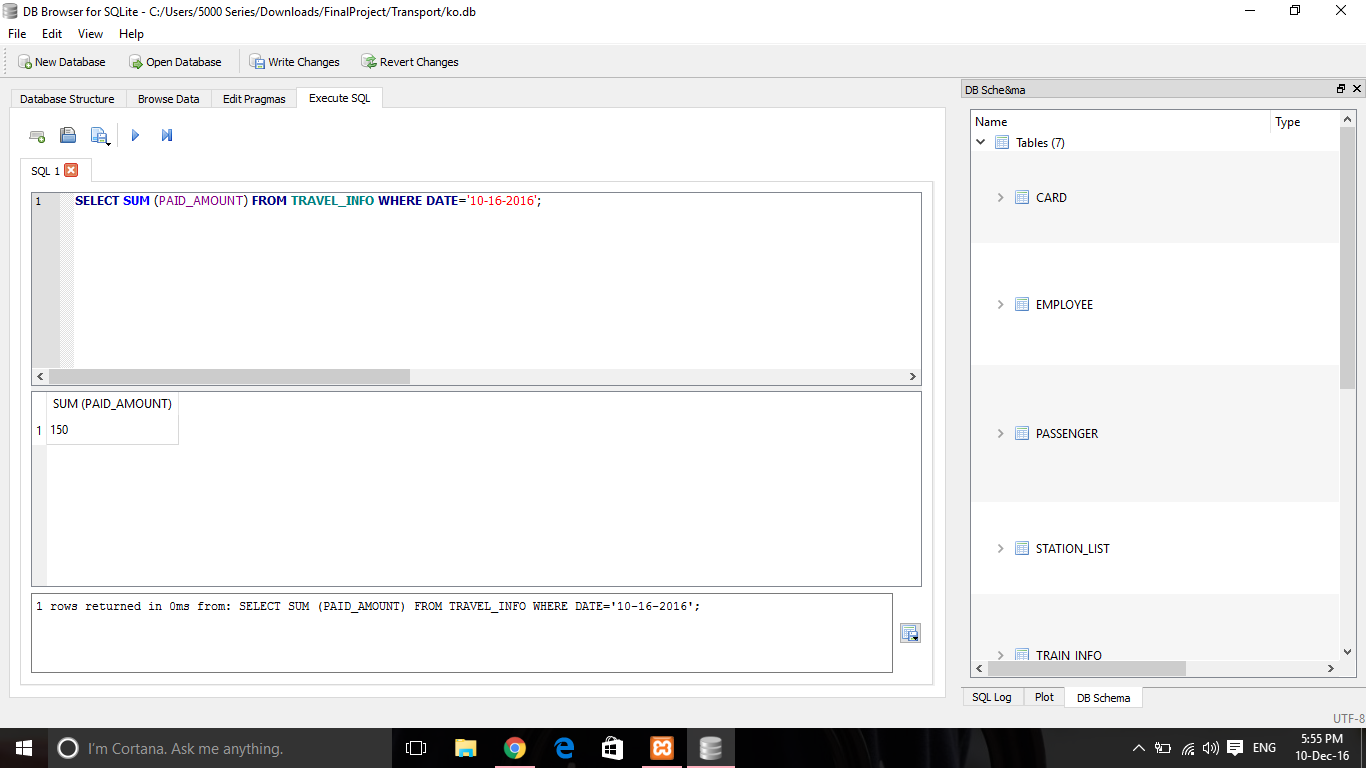 DB Browser for SQLite - C:/Users/5000 Series/Downloads/FinalProject/Transport/ko.db
File Edit View Help
New Database Open Database Write Changes Revert Changes
Database Structure Browse Data Edit Pragmas Execute SQL
SQL 1
1 SELECT SUM (PAID_AMOUNT) FROM TRAVEL_INFO WHERE DATE='10-16-2016';
SUM (PAID_AMOUNT)
1 150
1 rows returned in 0ms from: SELECT SUM (PAID_AMOUNT) FROM TRAVEL_INFO WHERE DATE='10-16-2016';
DB Sche&ma
Name Type
Tables (7)
CARD
EMPLOYEE
PASSENGER
STATION_LIST
TRAIN_INFO
SQL Log Plot DB Schema
UTF-8
I'm Cortana. Ask me anything.
ENG
5:55 PM
10-Dec-16